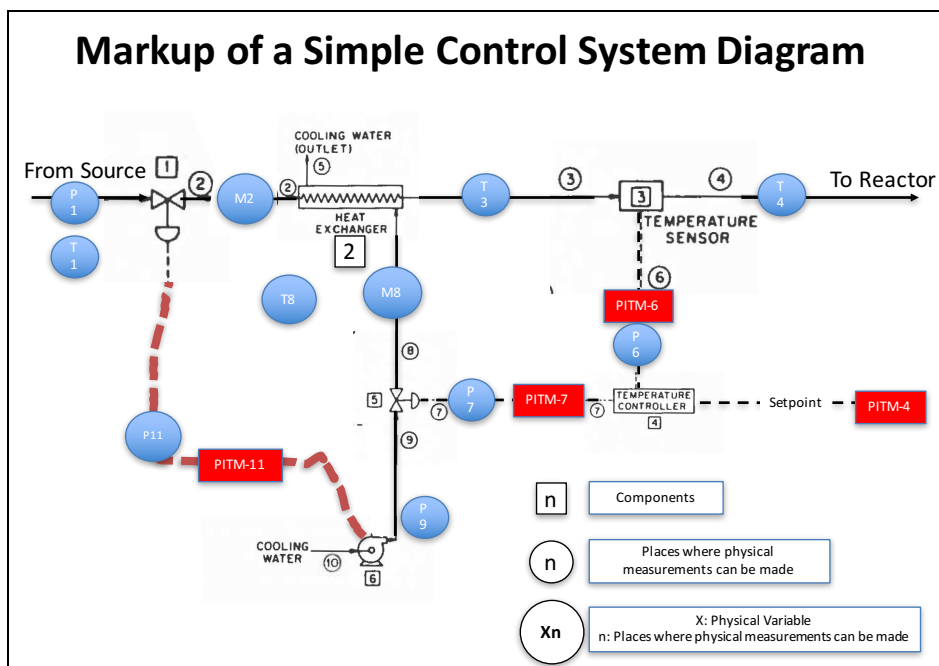 Markup of a Simple Control System Diagram
COOLING WATER
(OUTLET)
From Source
1
5
2
P
1
M2
2
T
3
3
3
4
T
4
To Reactor
HEAT
EXCHANGER
2
TEMPERATURE
SENSOR
T
1
6
T8
M8
PITM-6
P
6
8
5
7
P
7
PITM-7
7
TEMPERATURE
CONTROLLER
4
Setpoint
PITM-4
9
P11
PITM-11
P
9
COOLING
WATER
10
6
n
Components
n
Places where physical
measurements can be made
Xn
X: Physical Variable
n: Places where physical measurements can be made